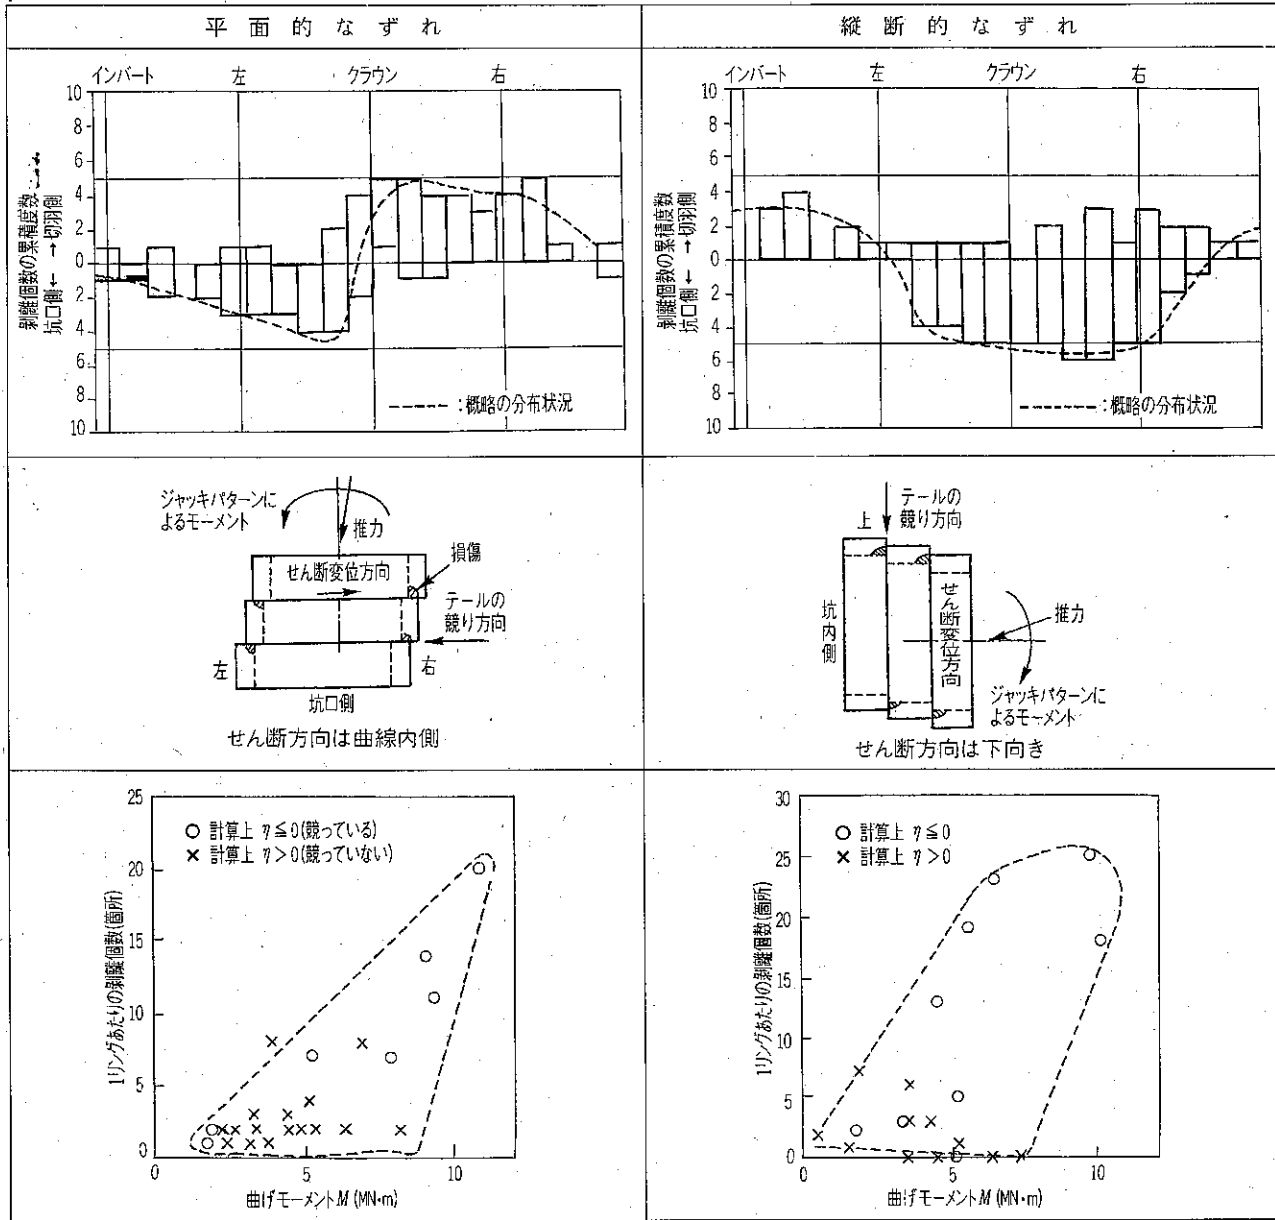 平面的なずれ
縦断的なずれ
インバート 左 クラウン 右
10
8
6
4
2
0
2
4
6
8
10
剥離個数の累積度数
坑口側← →切羽側
-----:概略の分布状況
インバート 左 クラウン 右
10
8
6
4
2
0
2
4
6
8
10
剥離個数の累積度数
坑口側← →切羽側
-----:概略の分布状況
ジャッキパターンに
よるモーメント
推力
損傷
せん断変位方向
テールの
競り方向
左
右
坑口側
せん断方向は曲線内側
テールの
競り方向
上
坑内側
せん断変位方向
推力
ジャッキパターンに
よるモーメント
せん断方向は下向き
25
20
15
10
5
0
○ 計算上 η≦0(競っている)
× 計算上 η>0(競っていない)
1リングあたりの剥離個数(箇所)
0 5 10
曲げモーメントM(MN·m)
30
25
20
15
10
5
0
○ 計算上 η≦0
× 計算上 η>0
1リングあたりの剥離個数(箇所)
0 5 10
曲げモーメントM(MN·m)